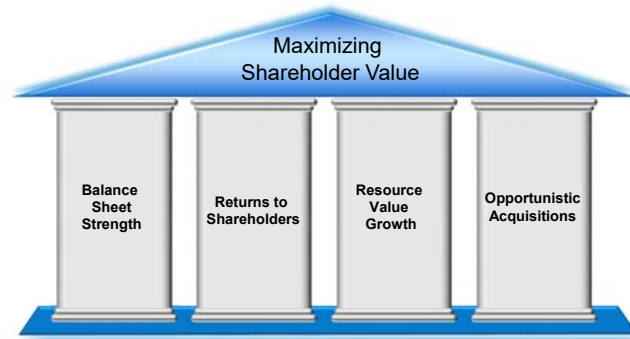 Maximizing
Shareholder Value
Balance
Sheet
Strength
Returns to
Shareholders
Resource
Value
Growth
Opportunistic
Acquisitions